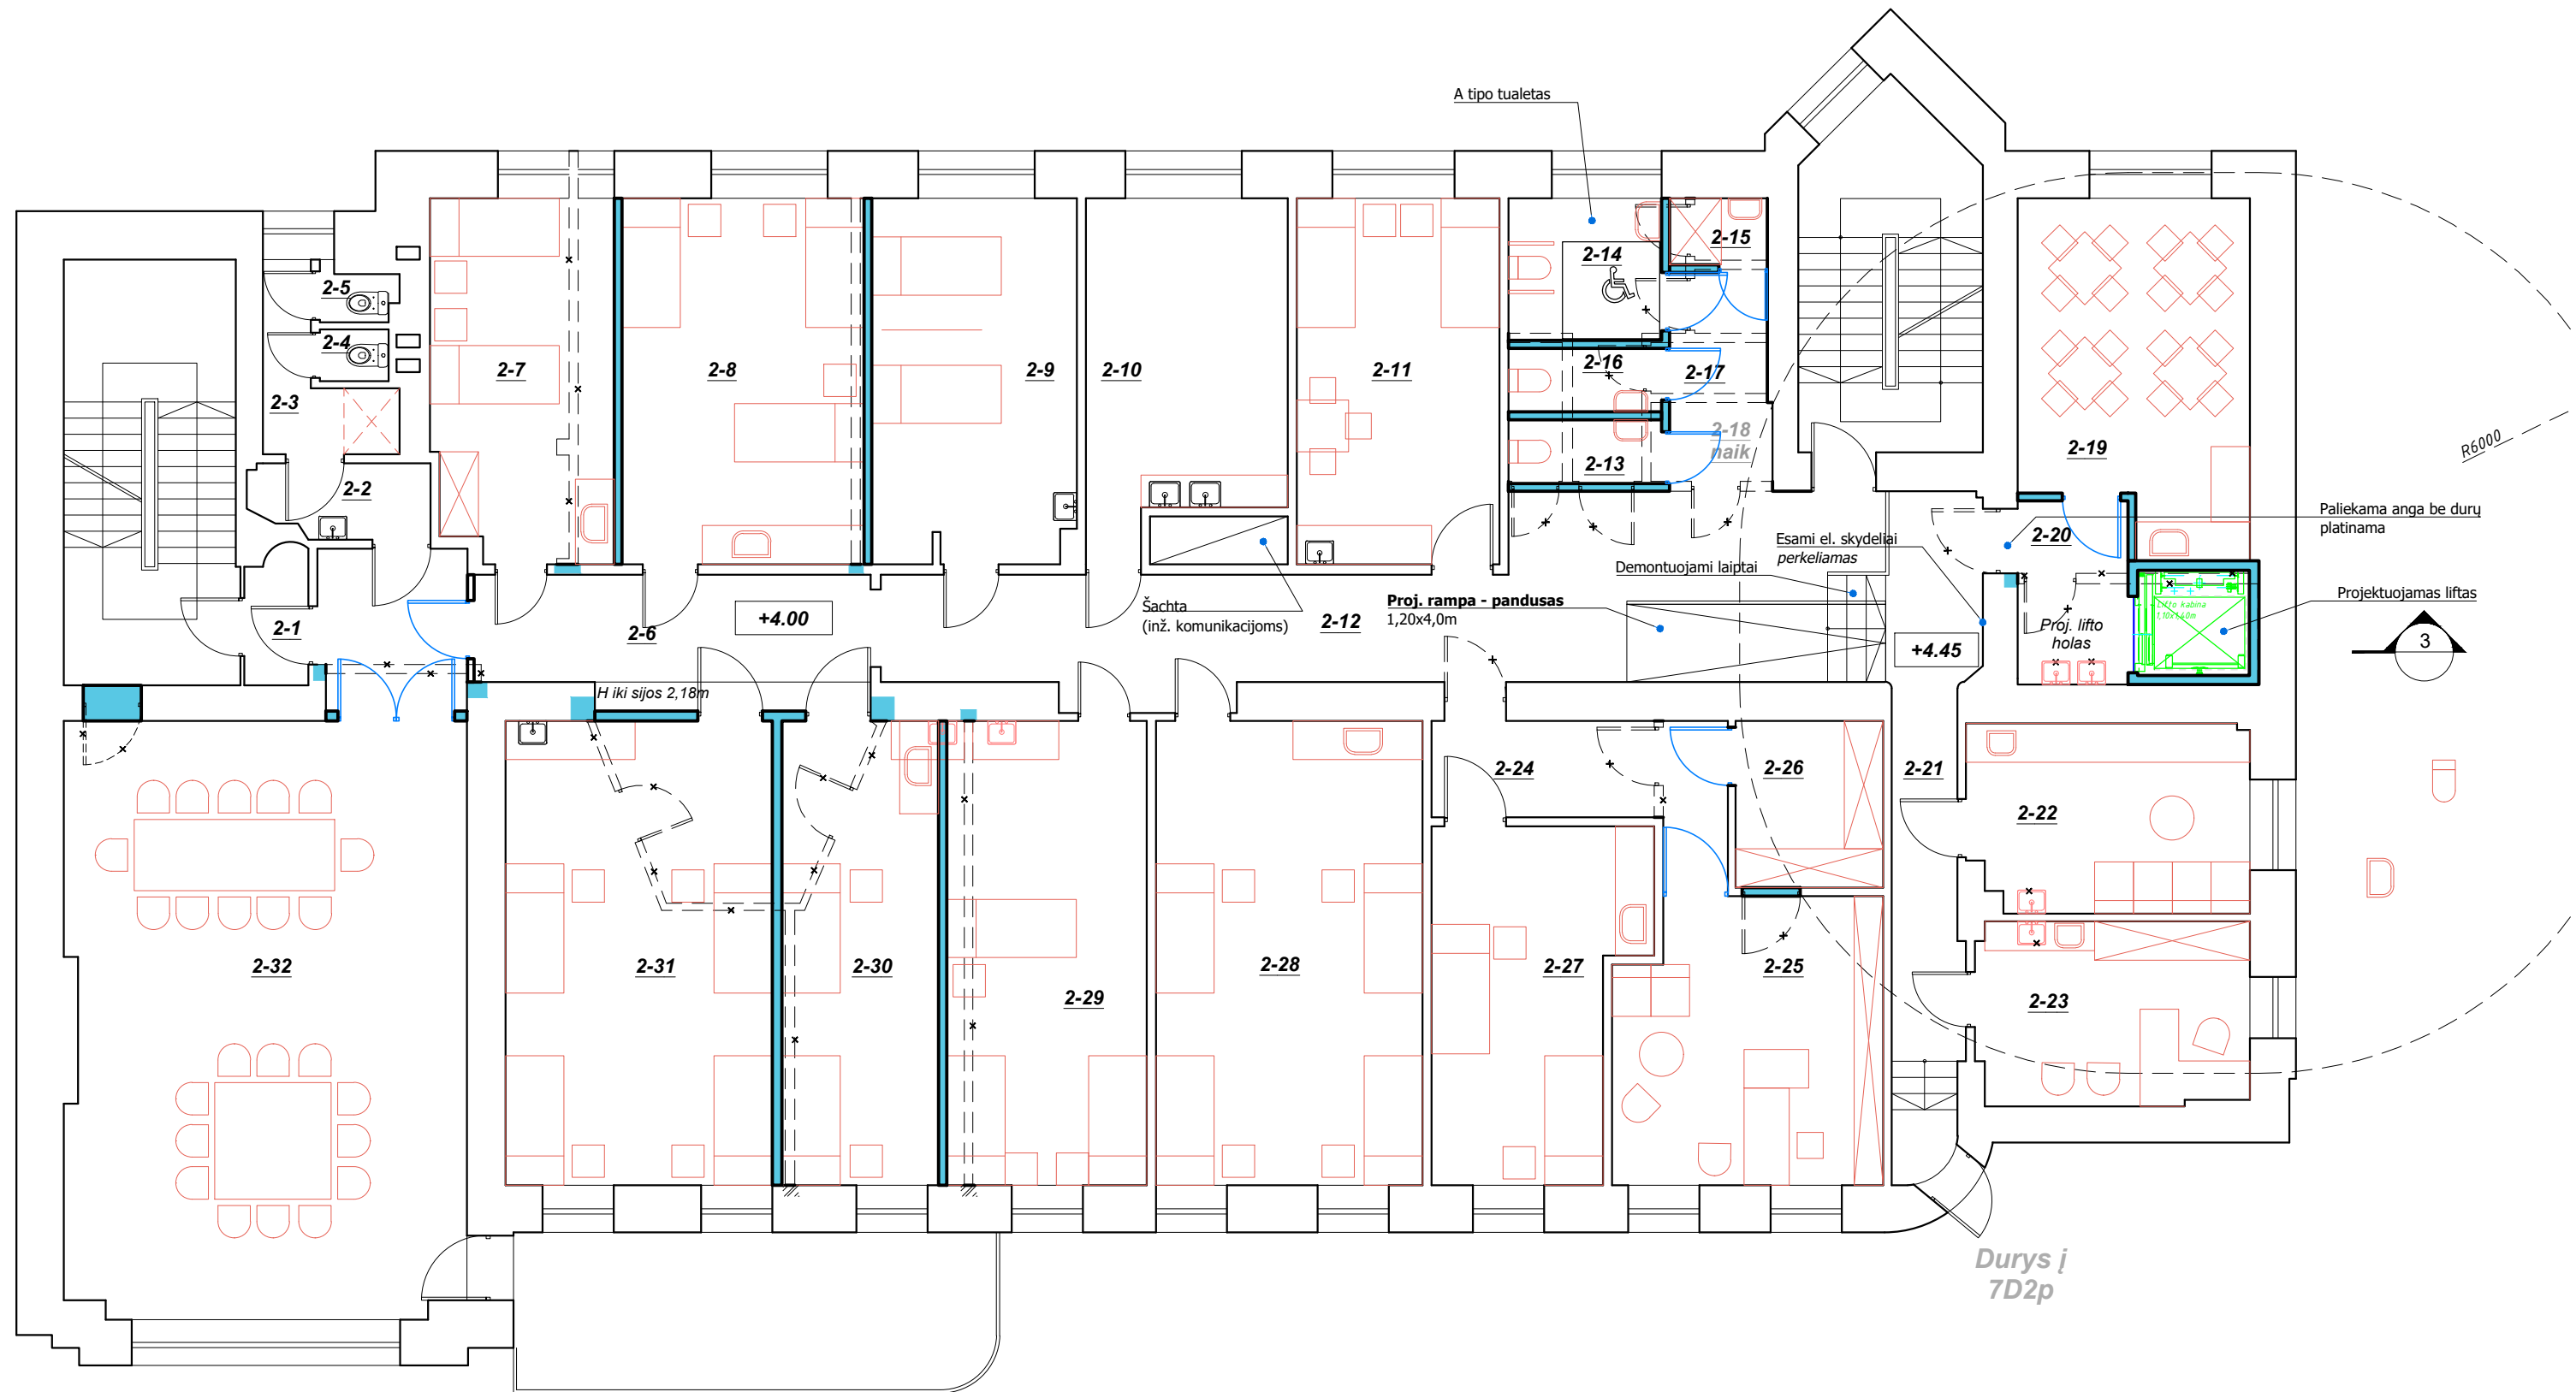 A tipo tualetas
2-14
2-15
2-5
2-4
2-3
2-2
2-1
2-7
2-8
2-9
2-10
2-11
2-16
2-17
2-13
2-18
naik
2-19
R6000
2-20
Paliekama anga be durų
platinama
Esami el. skydeliai
perkeliamas
Demontuojami laiptai
Proj. rampa - pandusas
1,20x4,0m
Šachta
(inž. komunikacijoms)
2-12
2-6
+4.00
+4.45
Proj. lifto
holas
Lifto kabina
1,10x1,40m
Projektuojamas liftas
3
H iki sijos 2,18m
2-24
2-26
2-21
2-22
2-32
2-31
2-30
2-29
2-28
2-27
2-25
2-23
Durys į
7D2p